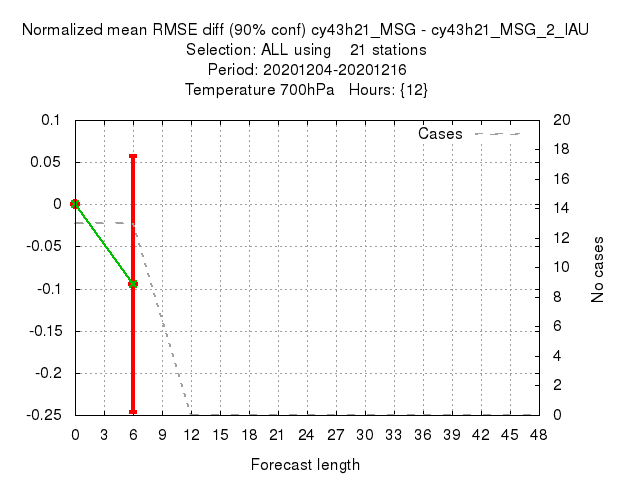 Normalized mean RMSE diff (90% conf) cy43h21_MSG - cy43h21_MSG_2_IAU
Selection: ALL using 21 stations
Period: 20201204-20201216
Temperature 700hPa Hours: {12}
Cases
0.1
0.05
0
-0.05
-0.1
-0.15
-0.2
-0.25
20
18
16
14
12
10
8
6
4
2
0
No cases
0 3 6 9 12 15 18 21 24 27 30 33 36 39 42 45 48
Forecast length